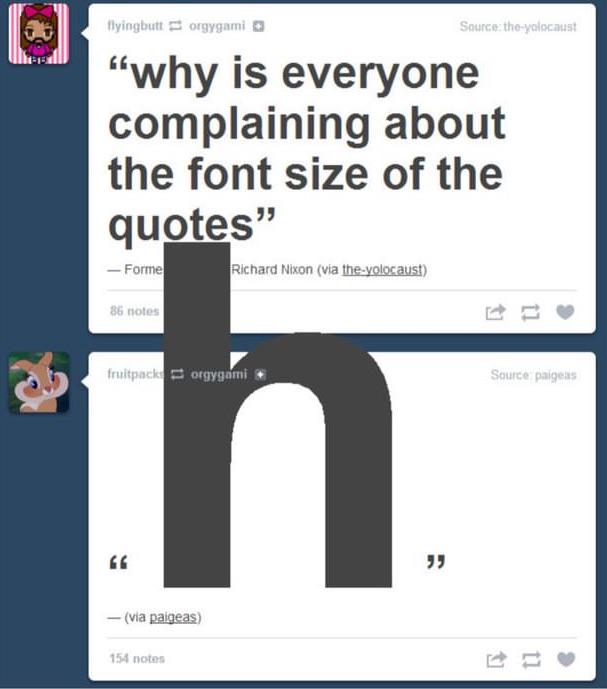 flyingbutt orgygami
Source: the-yolocaust
“why is everyone
complaining about
the font size of the
quotes”
— Forme Richard Nixon (via the-yolocaust)
86 notes
fruitpacks orgygami
Source: paigeas
“h”
— (via paigeas)
154 notes